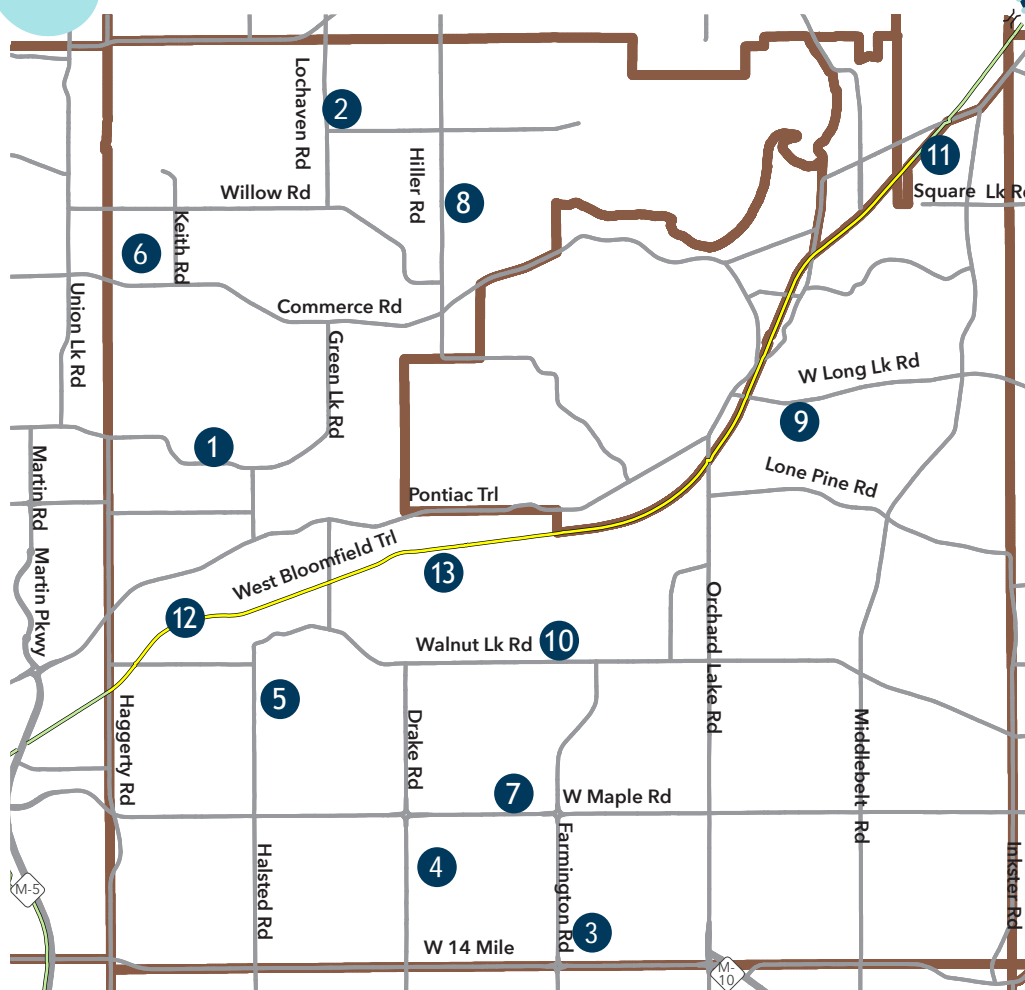 Lochaven Rd
2
Hiller Rd
11
Square Lk Rd
Willow Rd
8
Keith Rd
6
Commerce Rd
Union Lk Rd
Green Lk Rd
W Long Lk Rd
9
1
Martin Rd
Lone Pine Rd
Pontiac Trl
West Bloomfield Trl
13
Martin Pkwy
12
Orchard Lake Rd
Walnut Lk Rd
10
5
Haggerty Rd
Drake Rd
Middlebelt Rd
7
W Maple Rd
Halsted Rd
4
Farmington Rd
3
Inkster Rd
M-5
W 14 Mile
M-
10